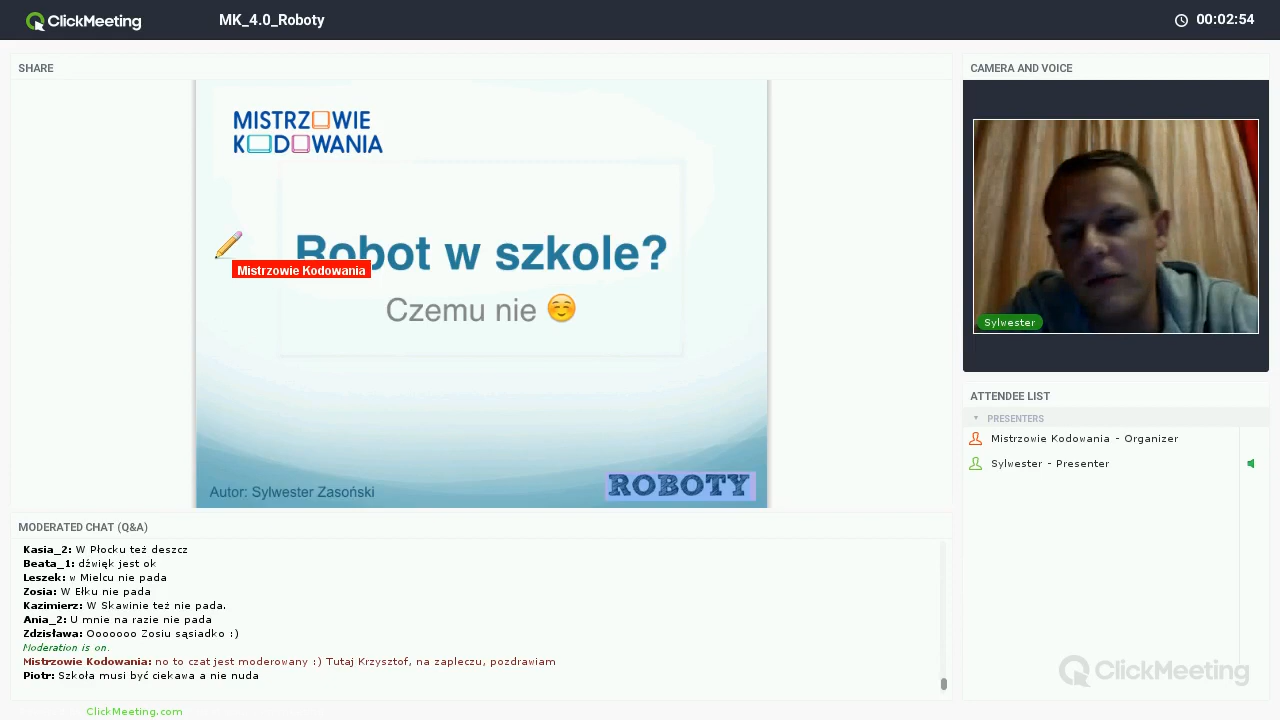 ClickMeeting
MK_4.0_Roboty
00:02:54
SHARE
MISTRZOWIE
KODOWANIA
Robot w szkole?
Mistrzowie Kodowania
Czemu nie
Autor: Sylwester Zasoński
ROBOTY
CAMERA AND VOICE
Sylwester
ATTENDEE LIST
PRESENTERS
Mistrzowie Kodowania - Organizer
Sylwester - Presenter
MODERATED CHAT (Q&A)
Kasia_2: W Płocku też deszcz
Beata_1: dźwięk jest ok
Leszek: w Mielcu nie pada
Zosia: W Ełku nie pada
Kazimierz: W Skawinie też nie pada.
Ania_2: U mnie na razie nie pada
Zdzisława: Ooooooo Zosiu sąsiadko :)
Moderation is on.
Mistrzowie Kodowania: no to czat jest moderowany :) Tutaj Krzysztof, na zapleczu, pozdrawiam
Piotr: Szkoła musi być ciekawa a nie nuda
ClickMeeting
ClickMeeting.com